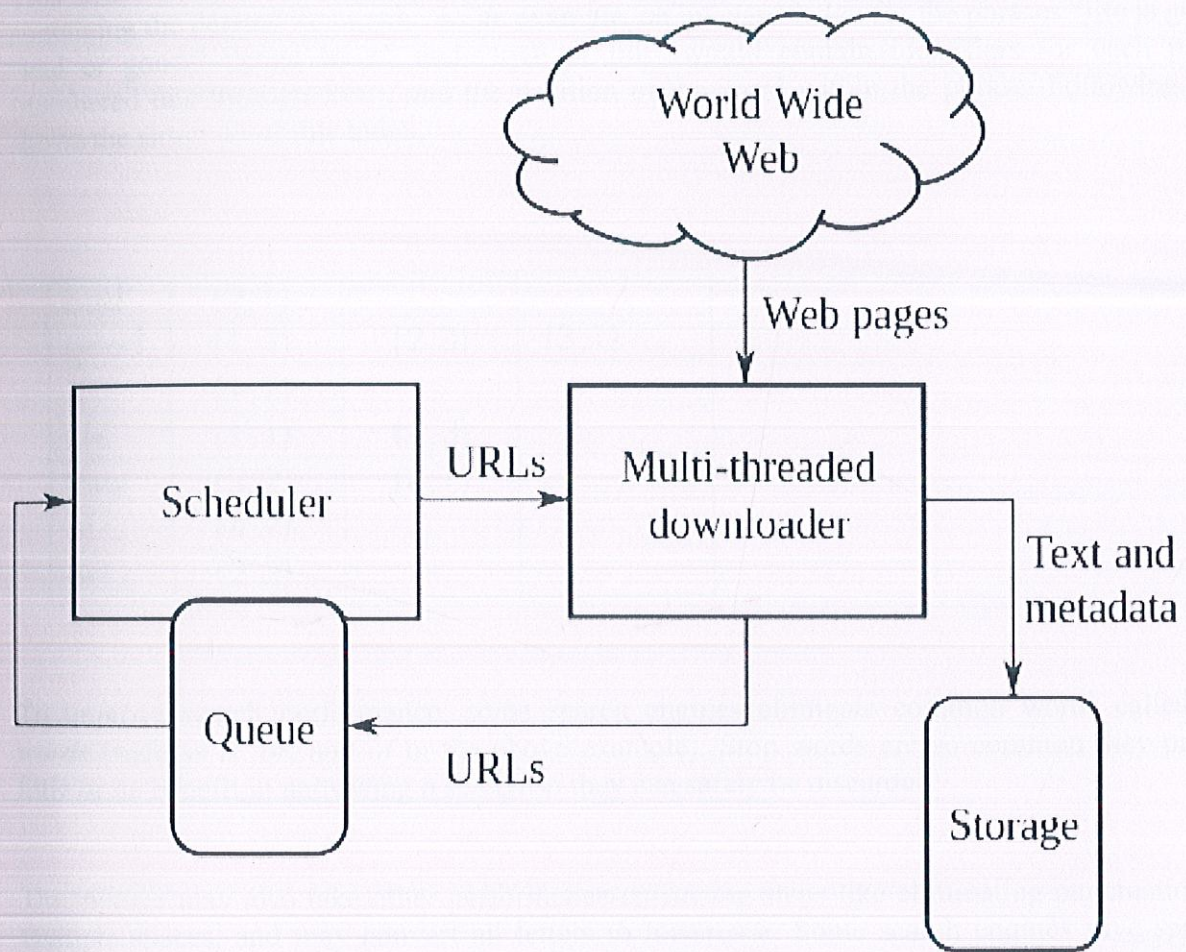 World Wide
Web
Web pages
URLs
Scheduler
Multi-threaded
downloader
Text and
metadata
Queue
URLs
Storage